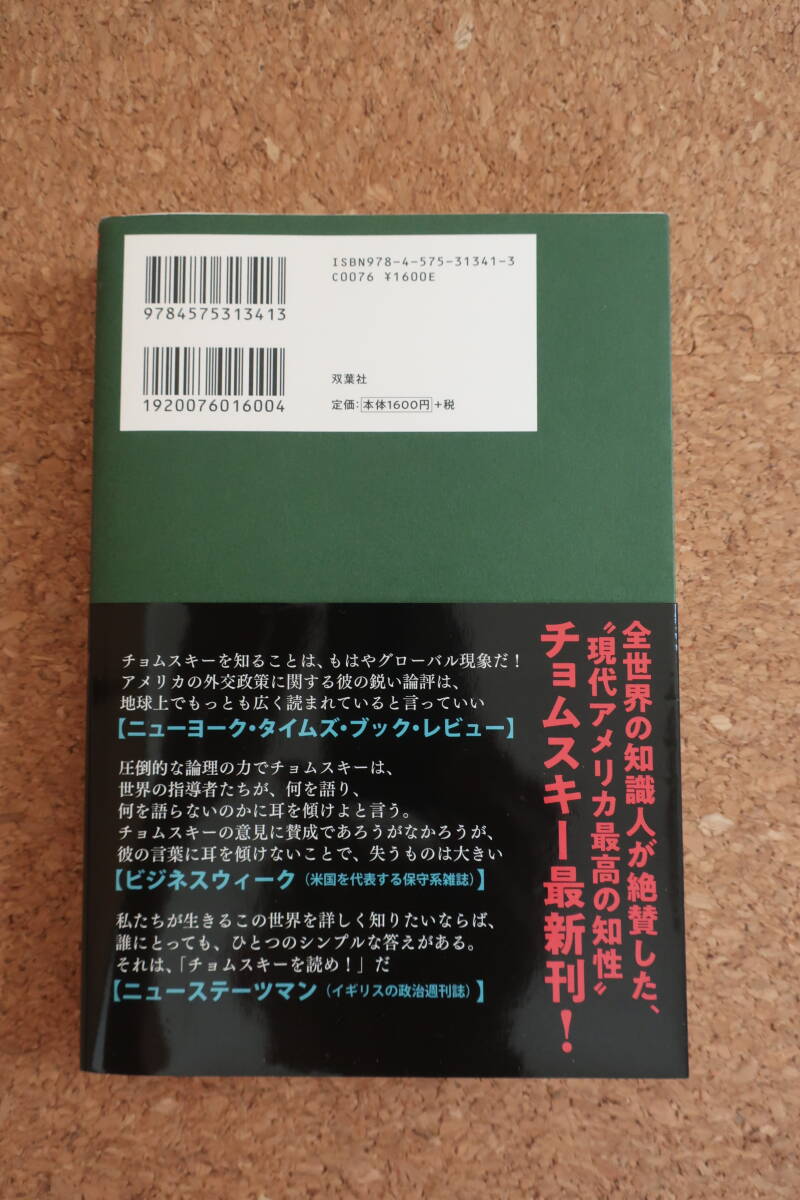 ISBN978-4-575-31341-3
C0076 ¥1600E
9784575313413
1920076016004
双葉社
定価:本体1600円+税
全世界の知識人が絶賛した、
〝現代アメリカ最高の知性〟
チョムスキー最新刊!
チョムスキーを知ることは、もはやグローバル現象だ!
アメリカの外交政策に関する彼の鋭い論評は、
地球上でもっとも広く読まれていると言っていい
【ニューヨーク・タイムズ・ブック・レビュー】
圧倒的な論理の力でチョムスキーは、
世界の指導者たちが、何を語り、
何を語らないのかに耳を傾けよと言う。
チョムスキーの意見に賛成であろうがなかろうが、
彼の言葉に耳を傾けないことで、失うものは大きい
【ビジネスウィーク(米国を代表する保守系雑誌)】
私たちが生きるこの世界を詳しく知りたいならば、
誰にとっても、ひとつのシンプルな答えがある。
それは、「チョムスキーを読め!」だ
【ニューステーツマン(イギリスの政治週刊誌)】